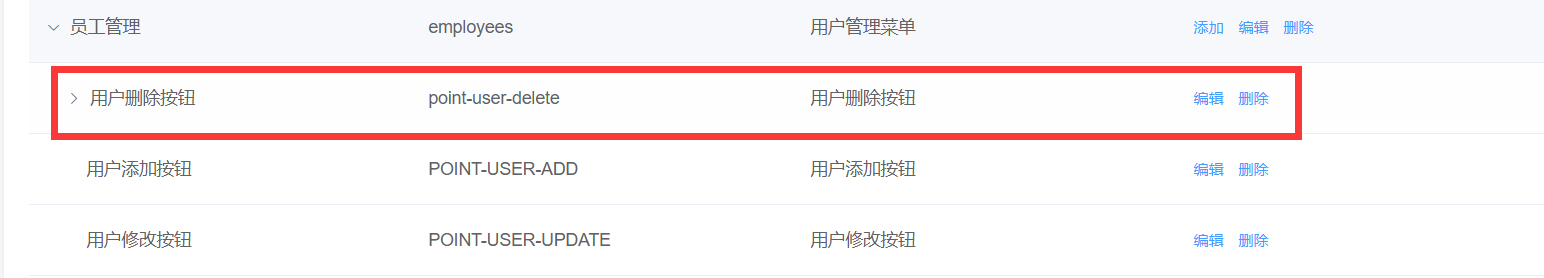 员工管理 employees 用户管理菜单 添加 编辑 删除
用户删除按钮 point-user-delete 用户删除按钮 编辑 删除
用户添加按钮 POINT-USER-ADD 用户添加按钮 编辑 删除
用户修改按钮 POINT-USER-UPDATE 用户修改按钮 编辑 删除